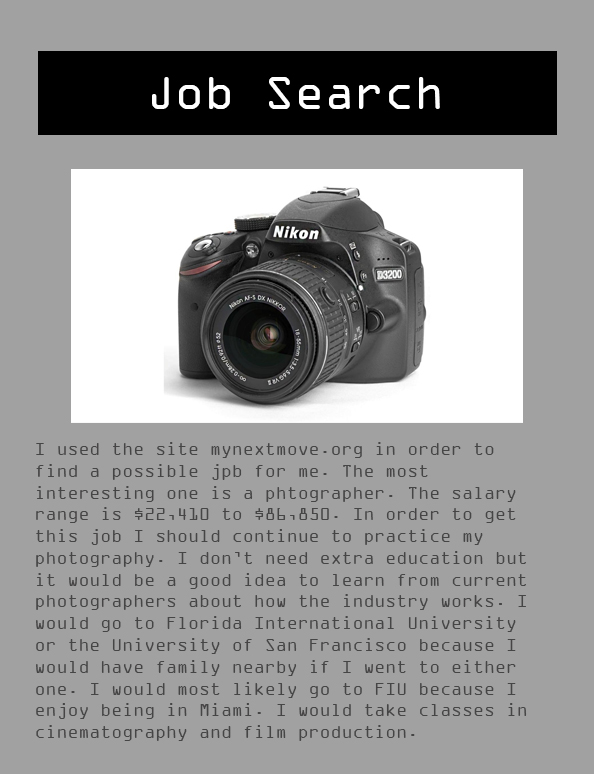 Job Search
Nikon
D3200
Nikon AF-S DX NIKKOR
18-55mm 1:3.5-5.6G VR II
∞-0.28m/0.92ft ø52
I used the site mynextmove.org in order to
find a possible jpb for me. The most
interesting one is a phtographer. The salary
range is $22,410 to $86,850. In order to get
this job I should continue to practice my
photography. I don't need extra education but
it would be a good idea to learn from current
photographers about how the industry works. I
would go to Florida International University
or the University of San Francisco because I
would have family nearby if I went to either
one. I would most likely go to FIU because I
enjoy being in Miami. I would take classes in
cinematography and film production.